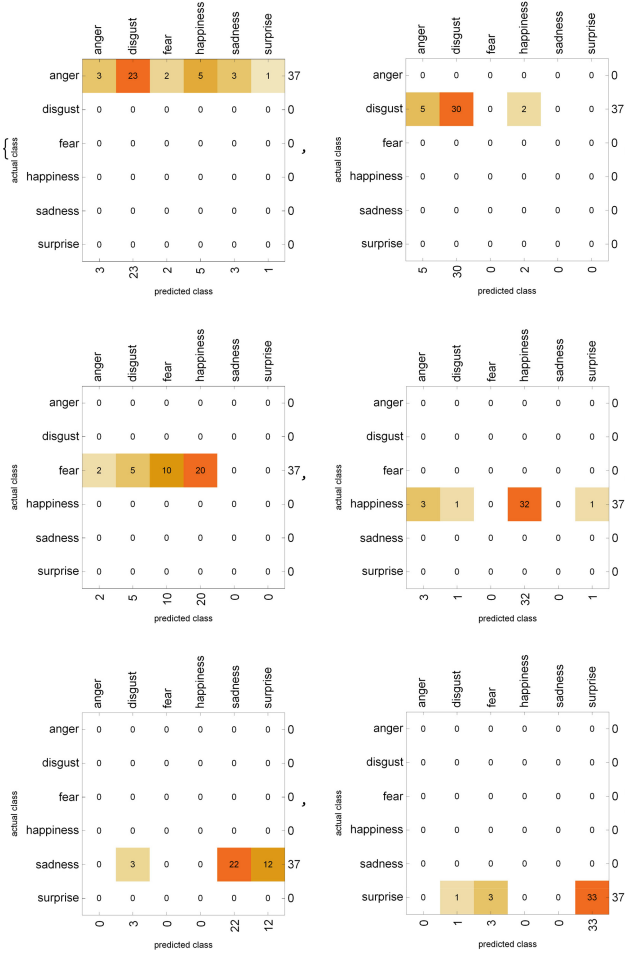 anger disgust fear happiness sadness surprise
anger 3 23 2 5 3 1 37
disgust 0 0 0 0 0 0 0
{ fear 0 0 0 0 0 0 0 ,
happiness 0 0 0 0 0 0 0
sadness 0 0 0 0 0 0 0
surprise 0 0 0 0 0 0 0
3 23 2 5 3 1
actual class
predicted class
anger disgust fear happiness sadness surprise
anger 0 0 0 0 0 0 0
disgust 5 30 0 2 0 0 37
fear 0 0 0 0 0 0 0
happiness 0 0 0 0 0 0 0
sadness 0 0 0 0 0 0 0
surprise 0 0 0 0 0 0 0
5 30 0 2 0 0
actual class
predicted class
anger disgust fear happiness sadness surprise
anger 0 0 0 0 0 0 0
disgust 0 0 0 0 0 0 0
fear 2 5 10 20 0 0 37 ,
happiness 0 0 0 0 0 0 0
sadness 0 0 0 0 0 0 0
surprise 0 0 0 0 0 0 0
2 5 10 20 0 0
actual class
predicted class
anger disgust fear happiness sadness surprise
anger 0 0 0 0 0 0 0
disgust 0 0 0 0 0 0 0
fear 0 0 0 0 0 0 0
happiness 3 1 0 32 0 1 37
sadness 0 0 0 0 0 0 0
surprise 0 0 0 0 0 0 0
3 1 0 32 0 1
actual class
predicted class
anger disgust fear happiness sadness surprise
anger 0 0 0 0 0 0 0
disgust 0 0 0 0 0 0 0
fear 0 0 0 0 0 0 0 ,
happiness 0 0 0 0 0 0 0
sadness 0 3 0 0 22 12 37
surprise 0 0 0 0 0 0 0
0 3 0 0 22 12
actual class
predicted class
anger disgust fear happiness sadness surprise
anger 0 0 0 0 0 0 0
disgust 0 0 0 0 0 0 0
fear 0 0 0 0 0 0 0
happiness 0 0 0 0 0 0 0
sadness 0 0 0 0 0 0 0
surprise 0 1 3 0 0 33 37
0 1 3 0 0 33
actual class
predicted class